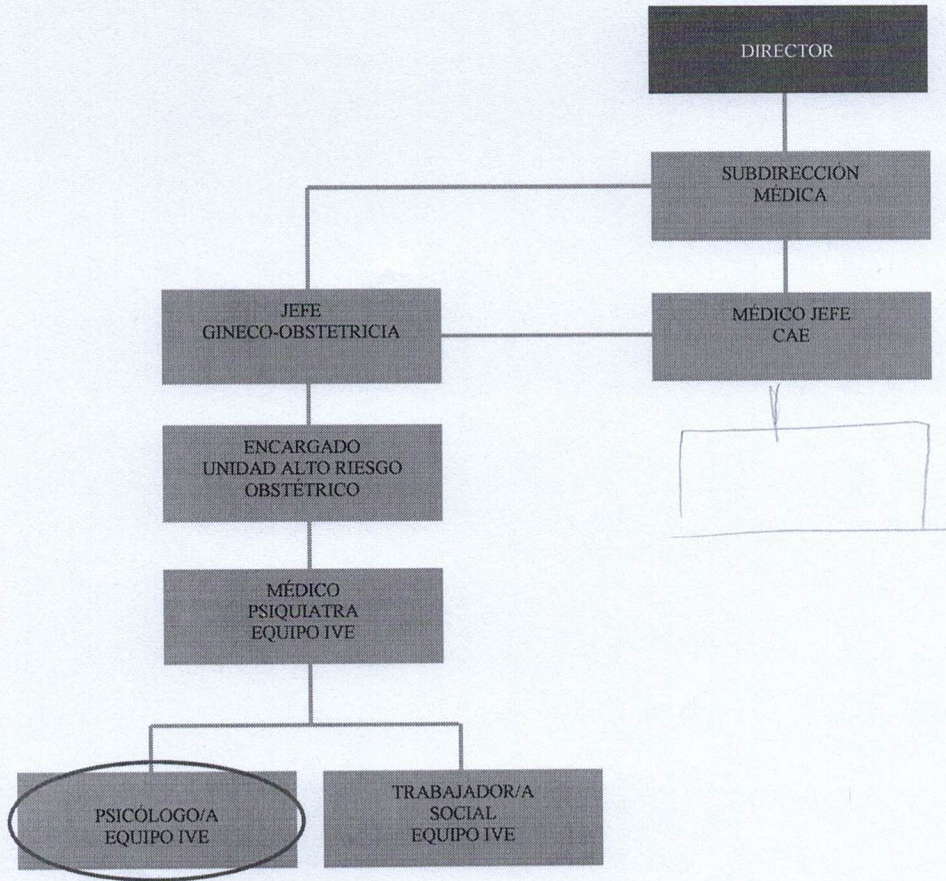 DIRECTOR
SUBDIRECCIÓN
MÉDICA
JEFE
GINECO-OBSTETRICIA
MÉDICO JEFE
CAE
ENCARGADO
UNIDAD ALTO RIESGO
OBSTÉTRICO
MÉDICO
PSIQUIATRA
EQUIPO IVE
PSICÓLOGO/A
EQUIPO IVE
TRABAJADOR/A
SOCIAL
EQUIPO IVE